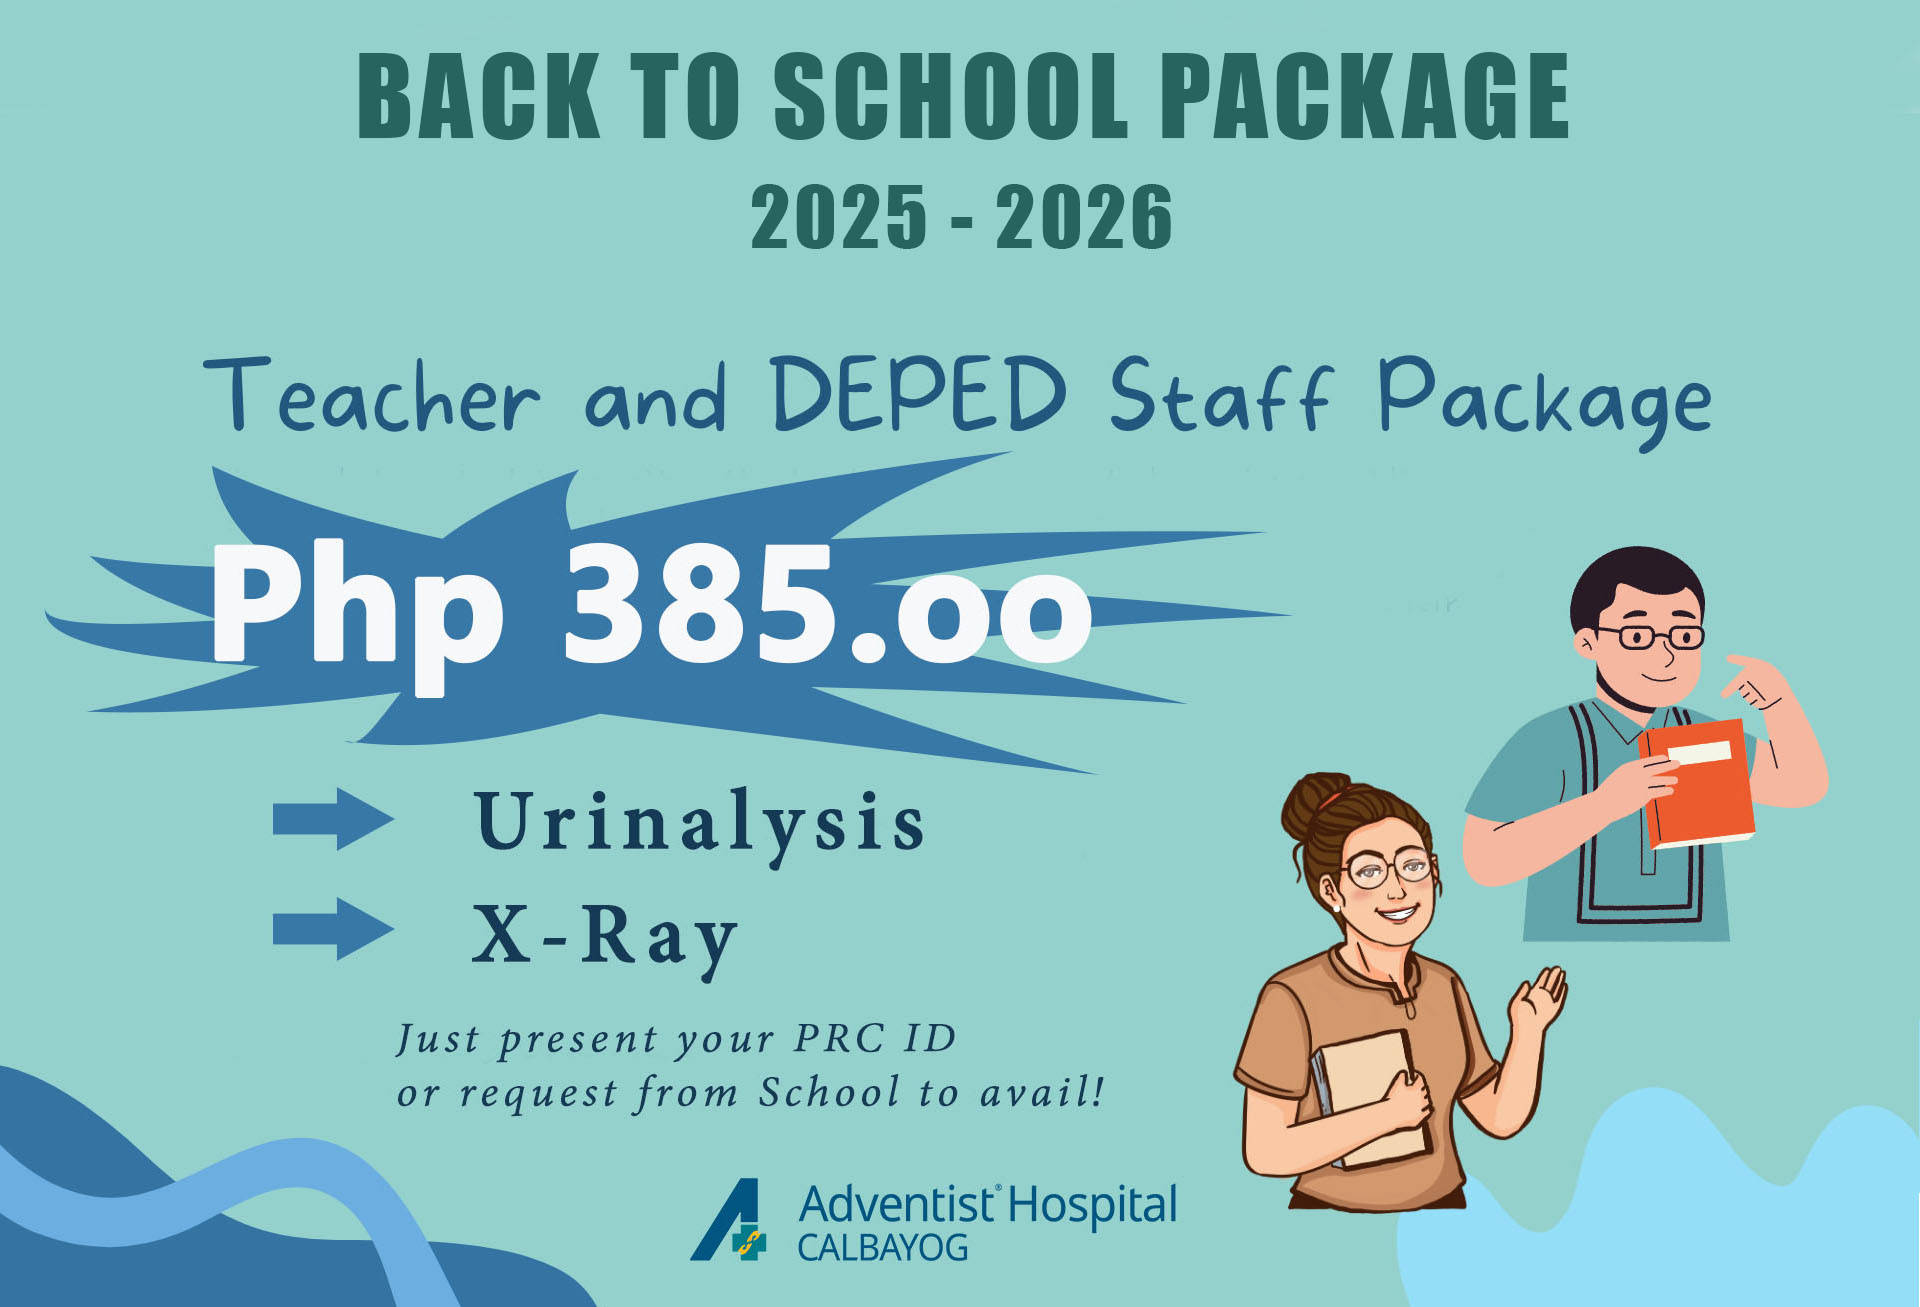 BACK TO SCHOOL PACKAGE
2025 - 2026
Teacher and DEPED Staff Package
Php 385.00
Urinalysis
X-Ray
Just present your PRC ID
or request from School to avail!
Adventist® Hospital
CALBAYOG